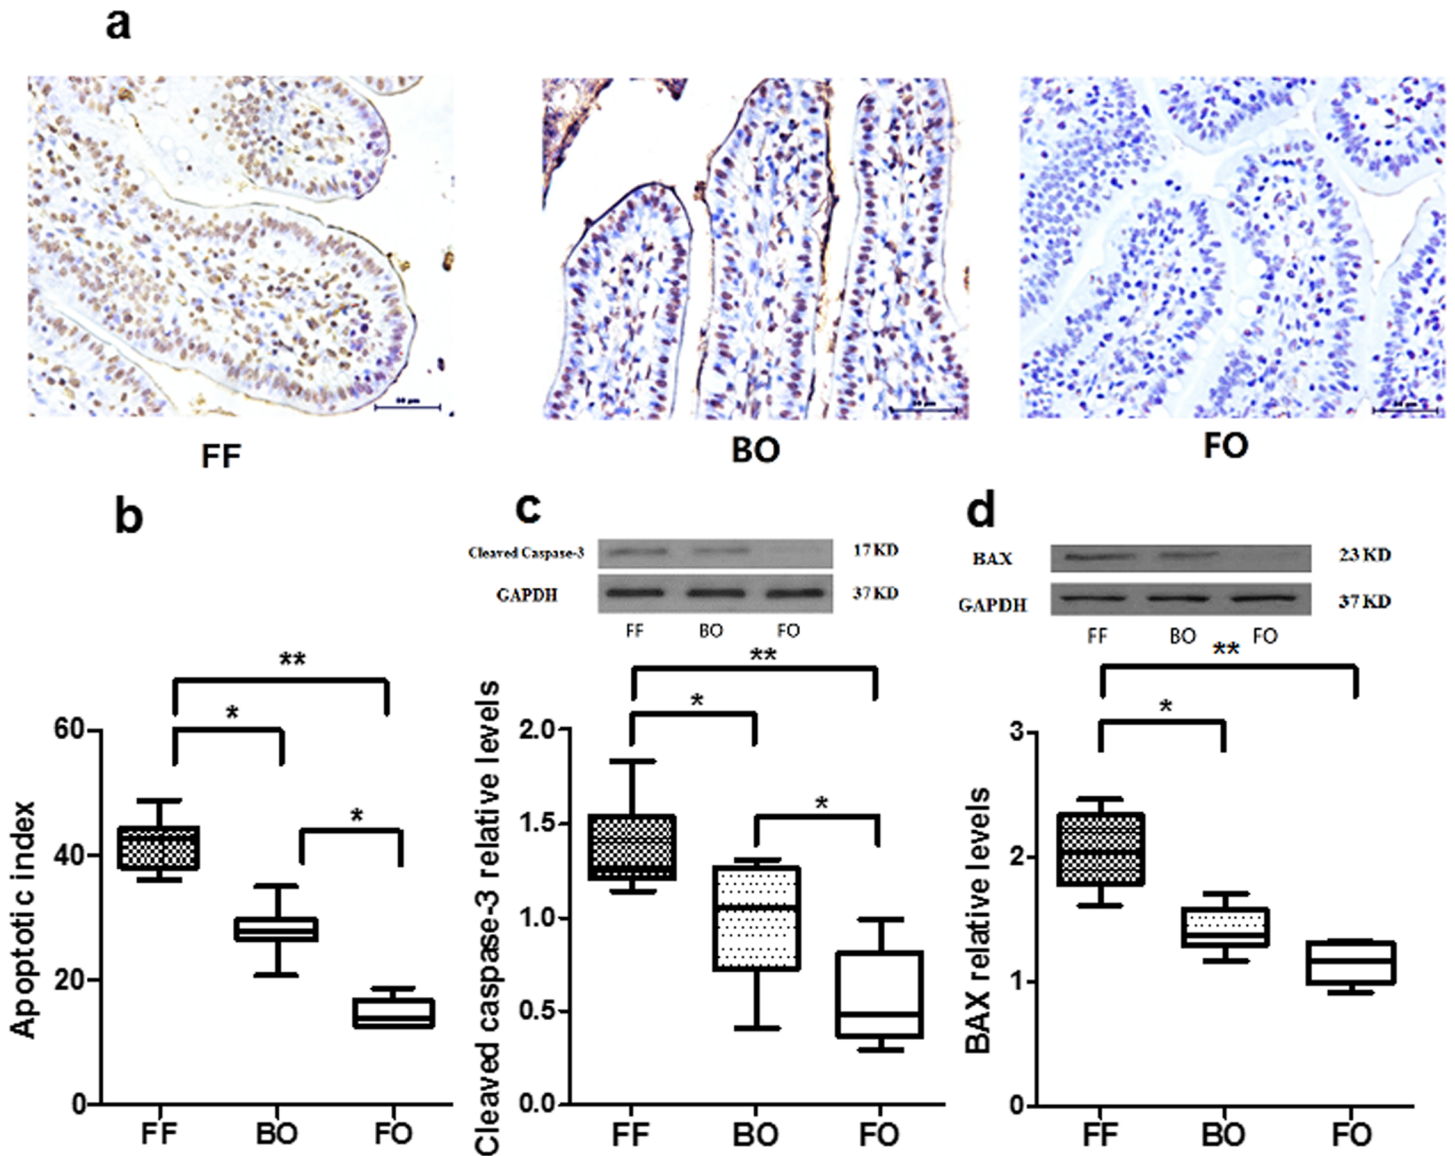 a
50 μm
FF
BO
FO
b
c
d
Cleaved Caspase-3
17 KD
GAPDH
37 KD
FF BO FO
BAX
23 KD
GAPDH
37 KD
FF BO FO
**
*
*
Apoptotic index
60
40
20
0
FF BO FO
**
*
*
Cleaved caspase-3 relative levels
2.0
1.5
1.0
0.5
0.0
FF BO FO
**
*
BAX relative levels
3
2
1
0
FF BO FO